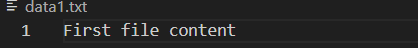 data1.txt
1 First file content